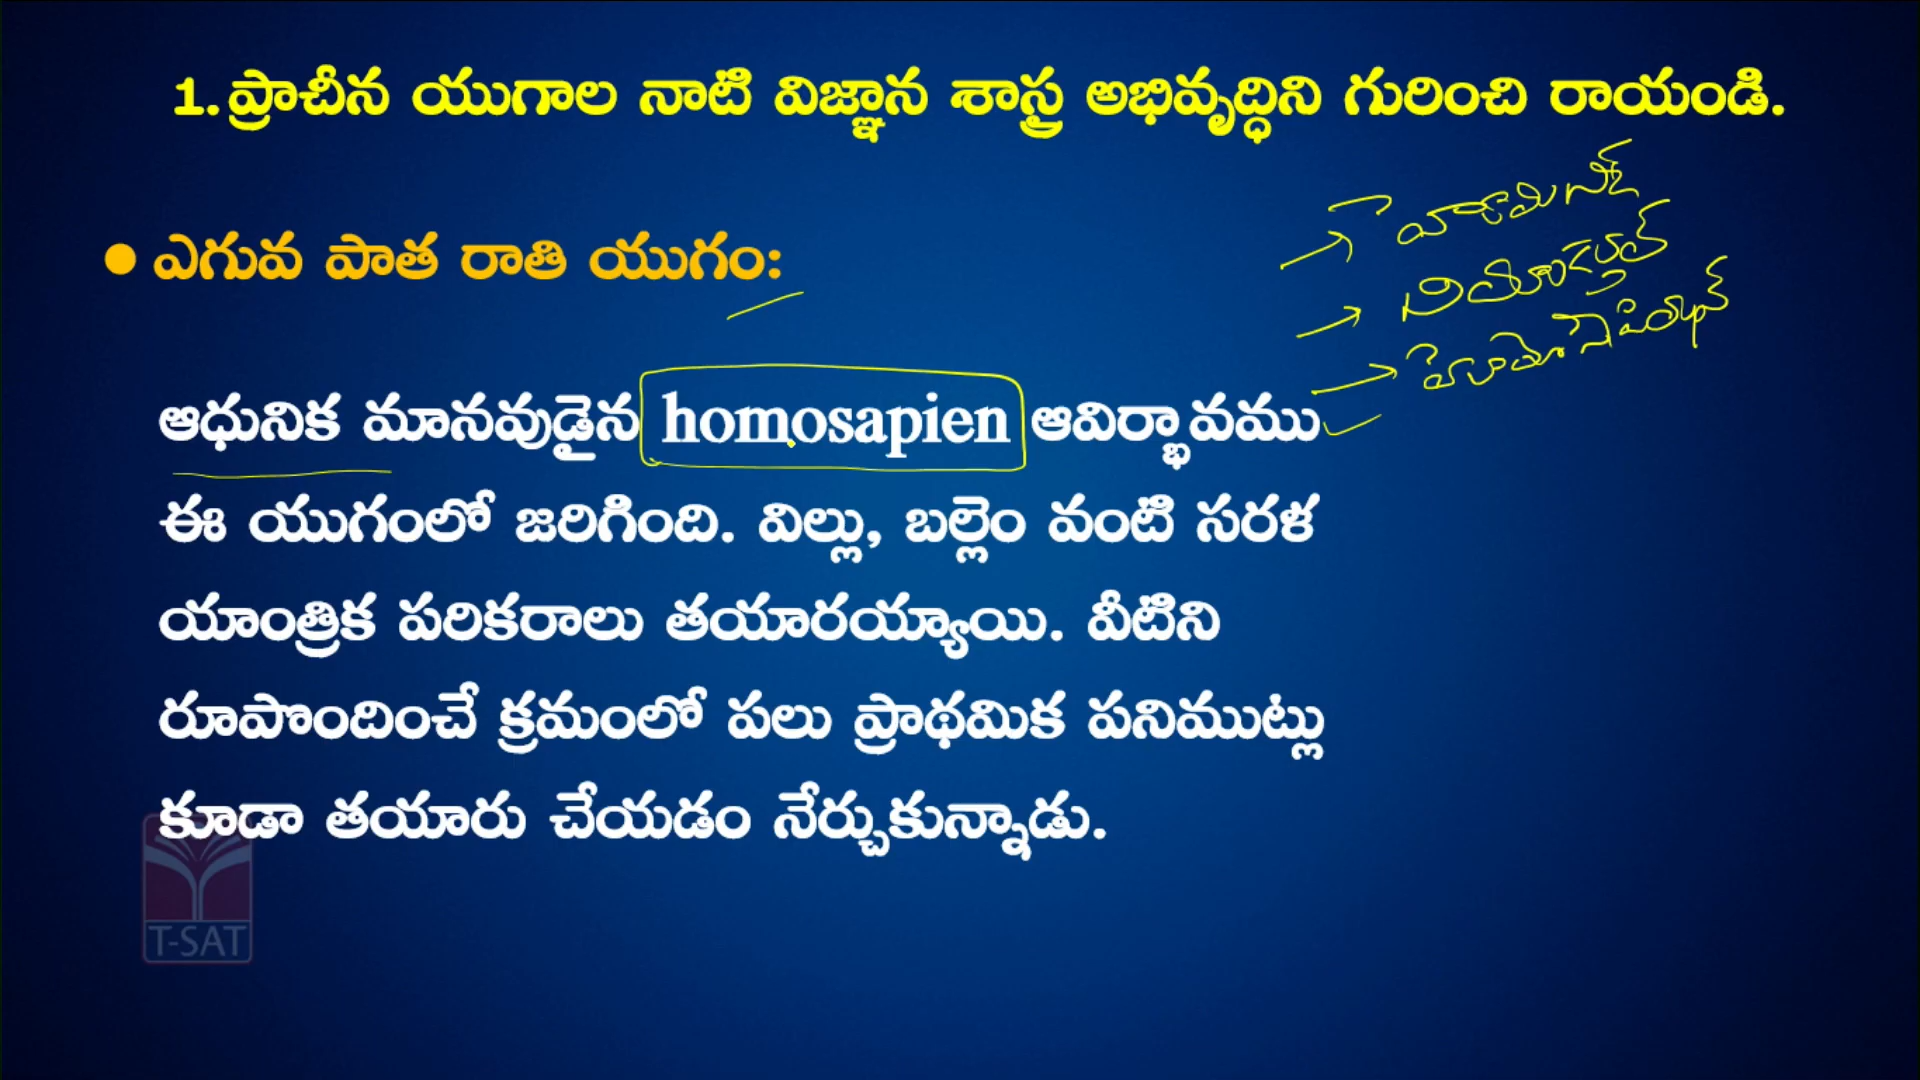 1. ప్రాచీన యుగాల నాటి విజ్ఞాన శాస్త్ర అభివృద్ధిని గురించి రాయండి.
• ఎగువ పాత రాతి యుగం:
ఆధునిక మానవుడైన homosapien ఆవిర్భావము
ఈ యుగంలో జరిగింది. విల్లు, బల్లెం వంటి సరళ
యాంత్రిక పరికరాలు తయారయ్యాయి. వీటిని
రూపొందించే క్రమంలో పలు ప్రాథమిక పనిముట్లు
కూడా తయారు చేయడం నేర్చుకున్నాడు.
T-SAT